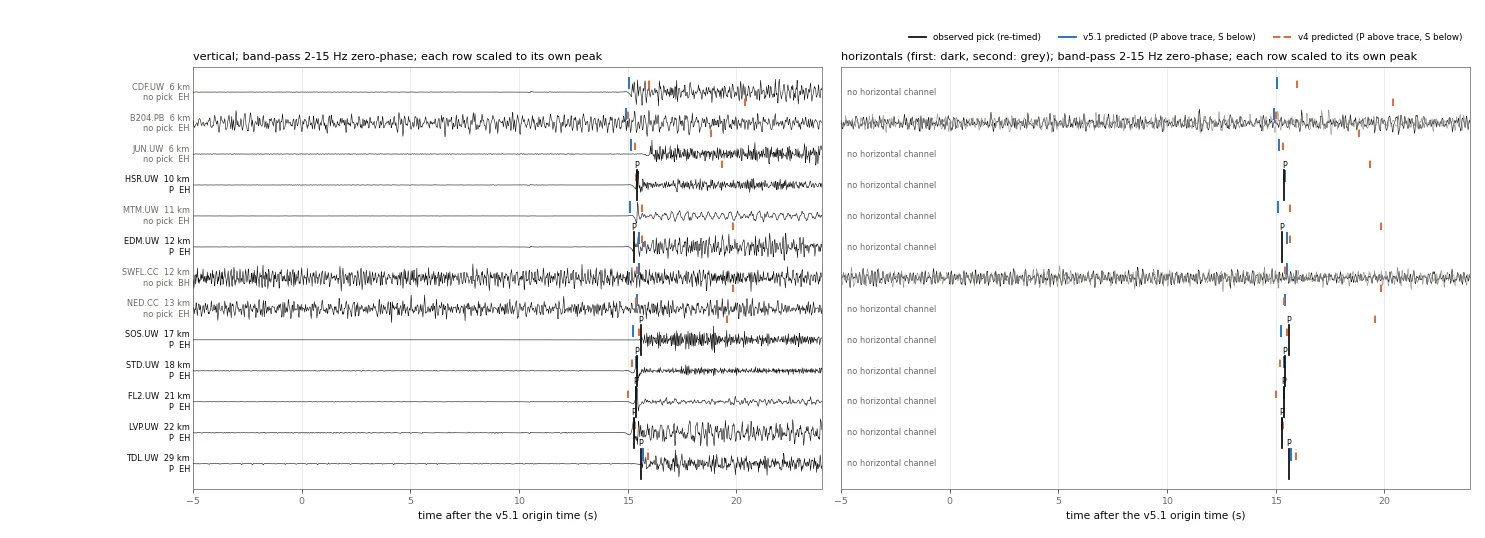 observed pick (re-timed)
v5.1 predicted (P above trace, S below)
v4 predicted (P above trace, S below)
vertical; band-pass 2-15 Hz zero-phase; each row scaled to its own peak
CDF.UW 6 km
no pick EH
B204.PB 6 km
no pick EH
JUN.UW 6 km
no pick EH
P
HSR.UW 10 km
P EH
MTM.UW 11 km
no pick EH
P
EDM.UW 12 km
P EH
SWFL.CC 12 km
no pick BH
NED.CC 13 km
no pick EH
P
SOS.UW 17 km
P EH
P
STD.UW 18 km
P EH
P
FL2.UW 21 km
P EH
P
LVP.UW 22 km
P EH
P
TDL.UW 29 km
P EH
−5
0
5
10
15
20
time after the v5.1 origin time (s)
horizontals (first: dark, second: grey); band-pass 2-15 Hz zero-phase; each row scaled to its own peak
no horizontal channel
no horizontal channel
P
no horizontal channel
no horizontal channel
P
no horizontal channel
no horizontal channel
P
no horizontal channel
P
no horizontal channel
P
no horizontal channel
P
no horizontal channel
P
no horizontal channel
−5
0
5
10
15
20
time after the v5.1 origin time (s)